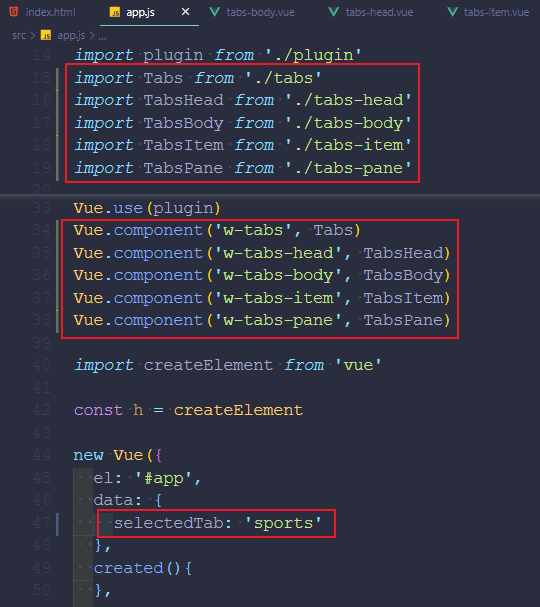 index.html app.js tabs-body.vue tabs-head.vue tabs-item.vue
src > JS app.js > ...
14 import plugin from './plugin'
15 import Tabs from './tabs'
16 import TabsHead from './tabs-head'
17 import TabsBody from './tabs-body'
18 import TabsItem from './tabs-item'
19 import TabsPane from './tabs-pane'
20
33 Vue.use(plugin)
34 Vue.component('w-tabs', Tabs)
35 Vue.component('w-tabs-head', TabsHead)
36 Vue.component('w-tabs-body', TabsBody)
37 Vue.component('w-tabs-item', TabsItem)
38 Vue.component('w-tabs-pane', TabsPane)
39
40 import createElement from 'vue'
41
42 const h = createElement
43
44 new Vue({
45 el: '#app',
46 data: {
47 selectedTab: 'sports'
48 },
49 created(){
50 },